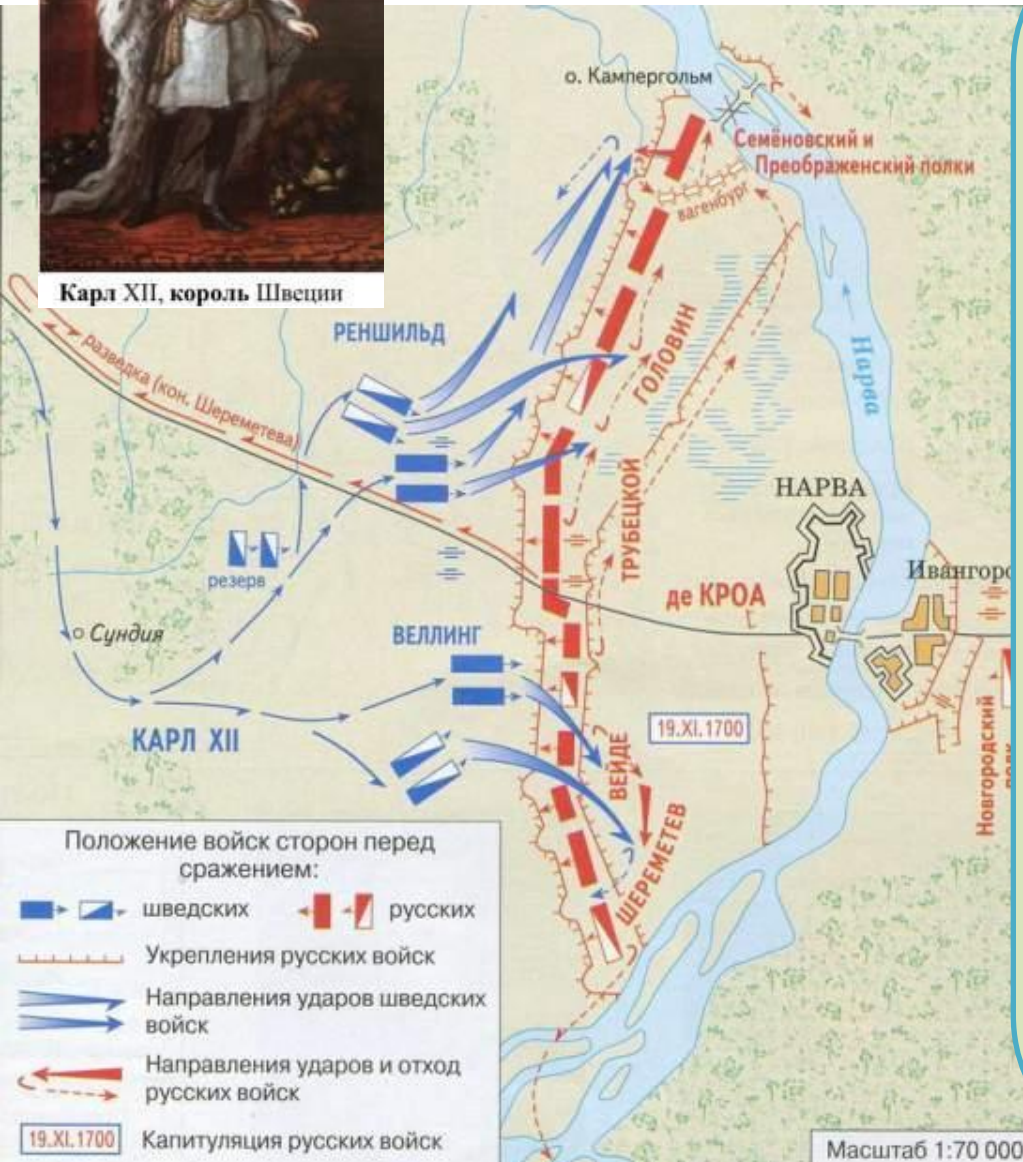 Карл XII, король Швеции
о. Кампергольм
Семёновский и
Преображенский полки
вагенбург
РЕНШИЛЬД
разведка (кон. Шереметева)
ГОЛОВИН
Нарва
ТРУБЕЦКОЙ
НАРВА
Ивангоро
резерв
де КРОА
Сундия
ВЕЛЛИНГ
КАРЛ XII
19.XI.1700
ВЕЙДЕ
ШЕРЕМЕТЕВ
Новгородский
полк
Положение войск сторон перед
сражением:
шведских
русских
Укрепления русских войск
Направления ударов шведских
войск
Направления ударов и отход
русских войск
19.XI.1700 Капитуляция русских войск
Масштаб 1:70 000